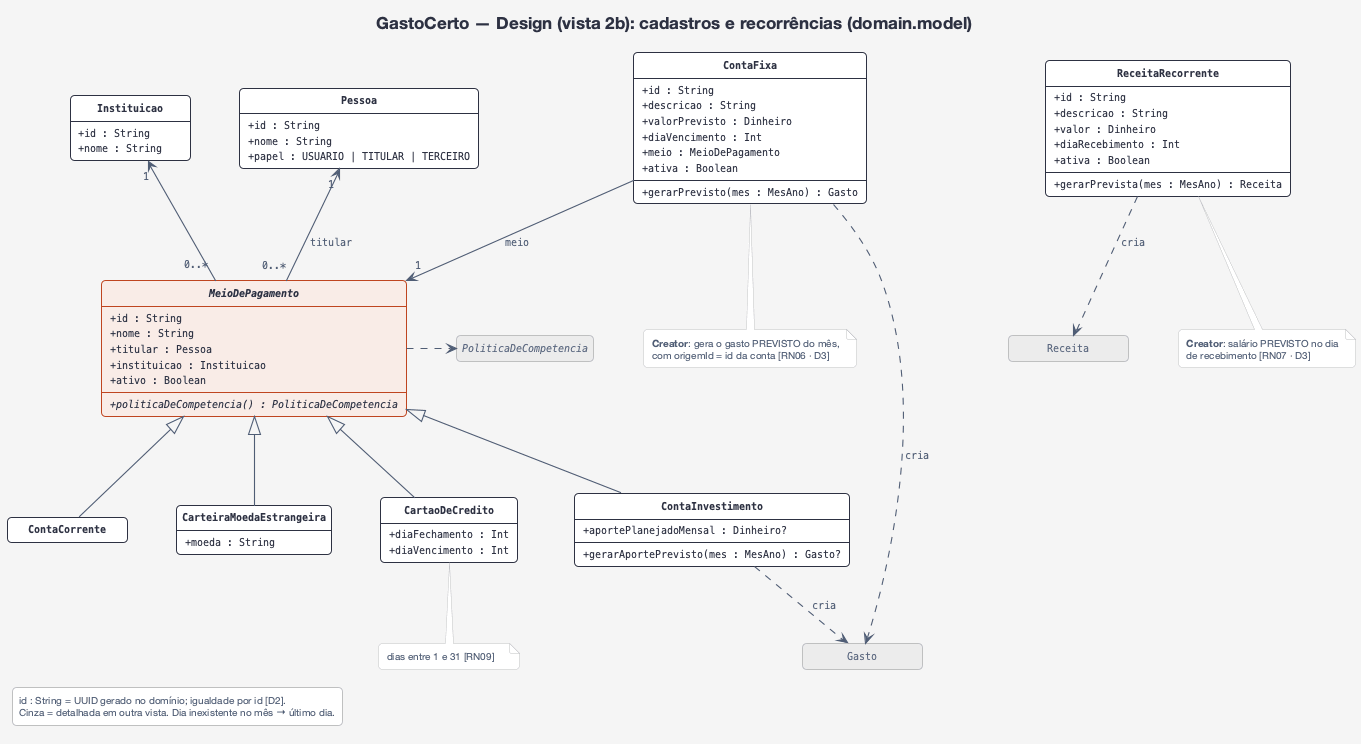 GastoCerto — Design (vista 2b): cadastros e recorrências (domain.model)
Instituicao
+id : String
+nome : String
Pessoa
+id : String
+nome : String
+papel : USUARIO | TITULAR | TERCEIRO
ContaFixa
+id : String
+descricao : String
+valorPrevisto : Dinheiro
+diaVencimento : Int
+meio : MeioDePagamento
+ativa : Boolean
+gerarPrevisto(mes : MesAno) : Gasto
ReceitaRecorrente
+id : String
+descricao : String
+valor : Dinheiro
+diaRecebimento : Int
+ativa : Boolean
+gerarPrevista(mes : MesAno) : Receita
1
1
titular
meio
cria
0..*
0..*
1
MeioDePagamento
+id : String
+nome : String
+titular : Pessoa
+instituicao : Instituicao
+ativo : Boolean
+politicaDeCompetencia() : PoliticaDeCompetencia
PoliticaDeCompetencia
Creator: gera o gasto PREVISTO do mês,
com origemId = id da conta [RN06 · D3]
Receita
Creator: salário PREVISTO no dia
de recebimento [RN07 · D3]
cria
ContaCorrente
CarteiraMoedaEstrangeira
+moeda : String
CartaoDeCredito
+diaFechamento : Int
+diaVencimento : Int
ContaInvestimento
+aportePlanejadoMensal : Dinheiro?
+gerarAportePrevisto(mes : MesAno) : Gasto?
cria
dias entre 1 e 31 [RN09]
Gasto
id : String = UUID gerado no domínio; igualdade por id [D2].
Cinza = detalhada em outra vista. Dia inexistente no mês → último dia.